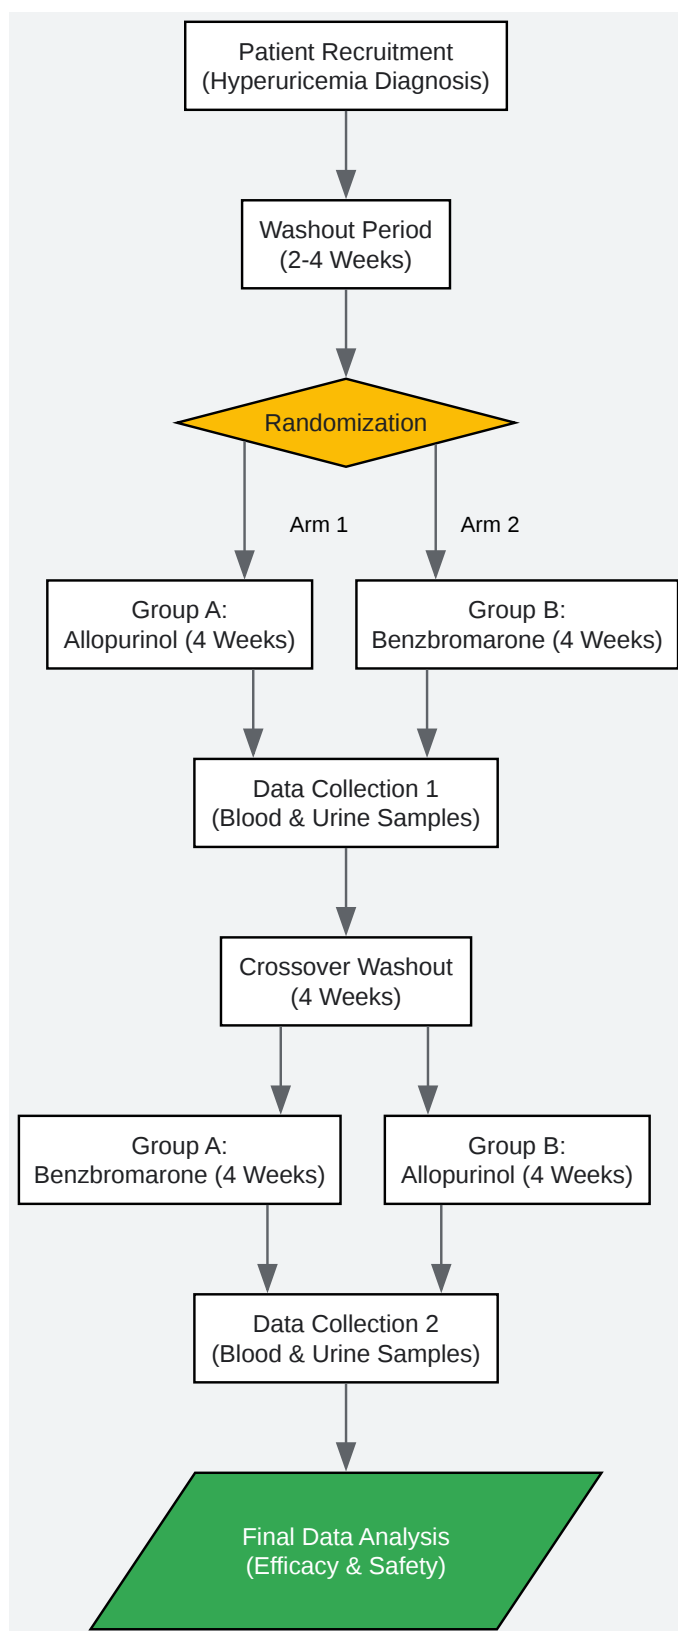 Patient Recruitment
(Hyperuricemia Diagnosis)
Washout Period
(2-4 Weeks)
Randomization
Arm 1
Arm 2
Group A:
Allopurinol (4 Weeks)
Group B:
Benzbromarone (4 Weeks)
Data Collection 1
(Blood & Urine Samples)
Crossover Washout
(4 Weeks)
Group A:
Benzbromarone (4 Weeks)
Group B:
Allopurinol (4 Weeks)
Data Collection 2
(Blood & Urine Samples)
Final Data Analysis
(Efficacy & Safety)